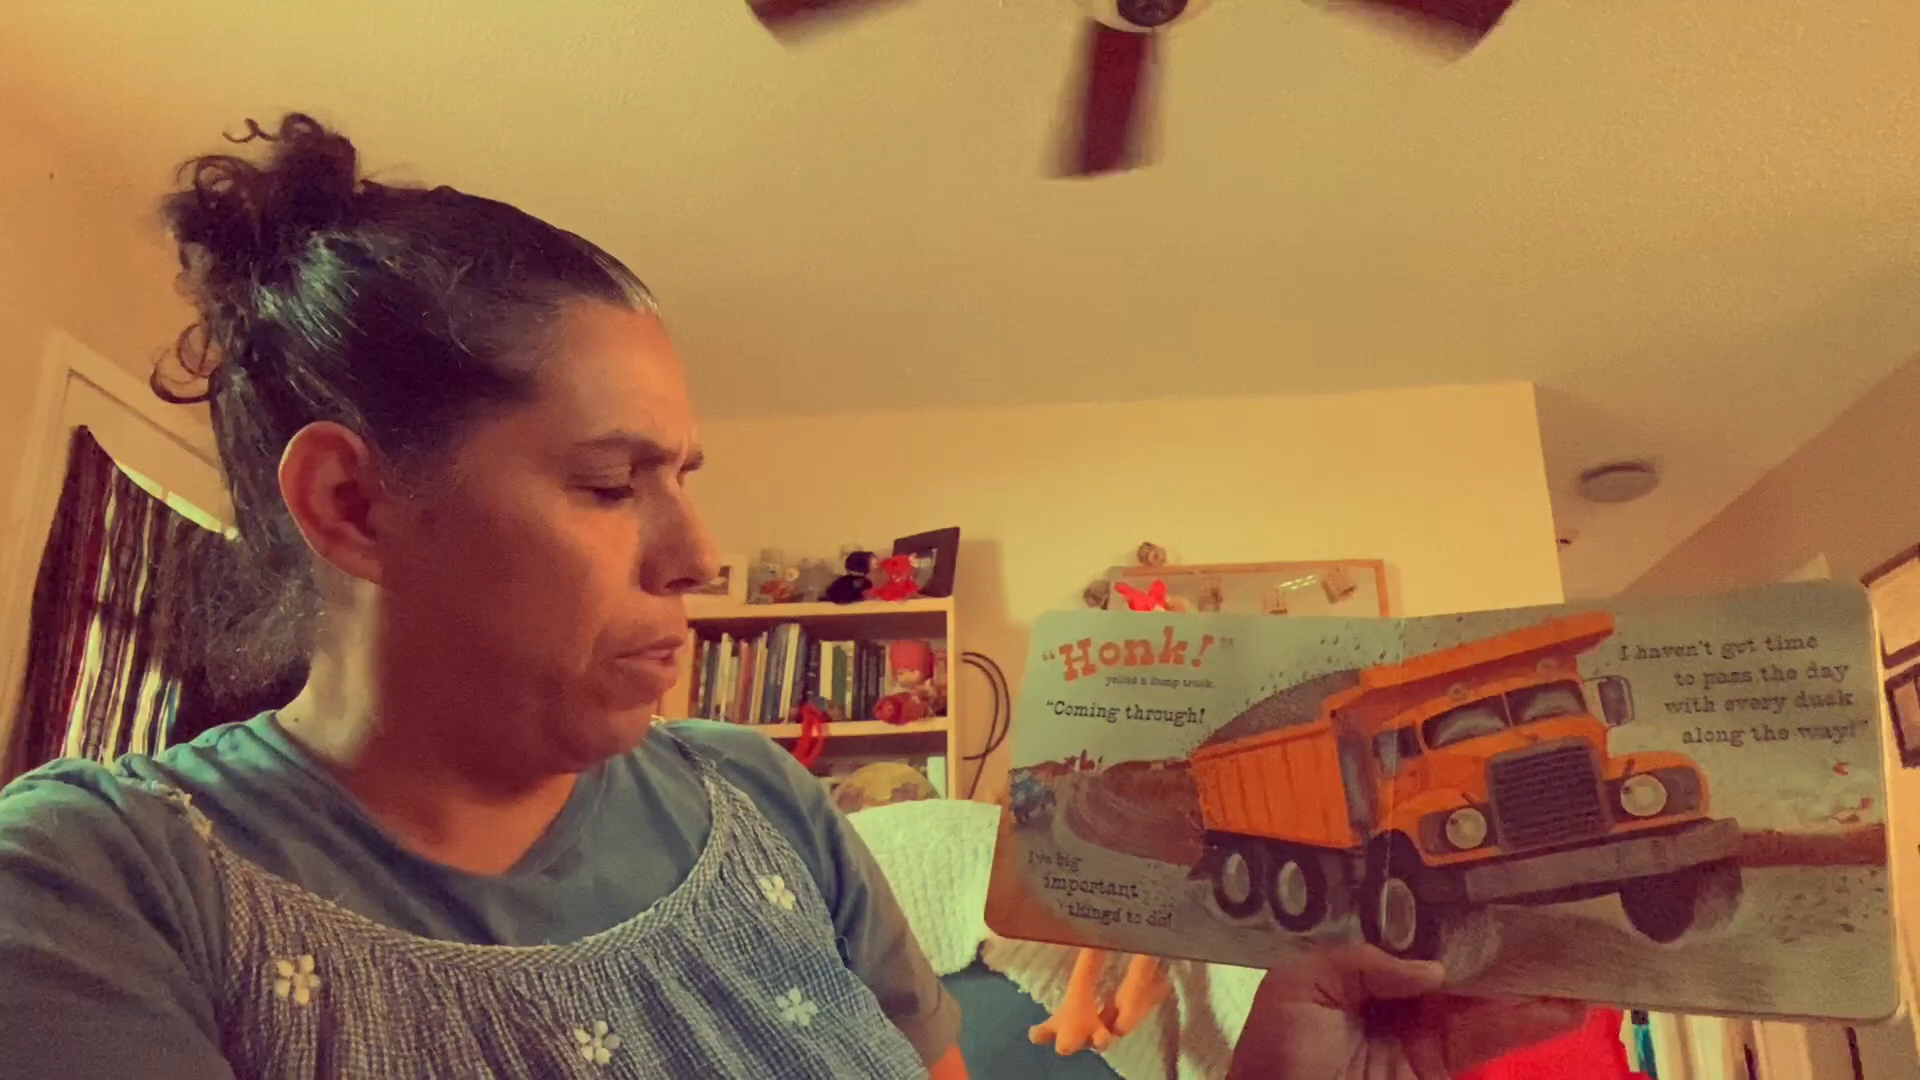 "Honk!"
yelled a dump truck.
"Coming through!
I've big
important
things to do!
I haven't got time
to pass the day
with every duck
along the way!"